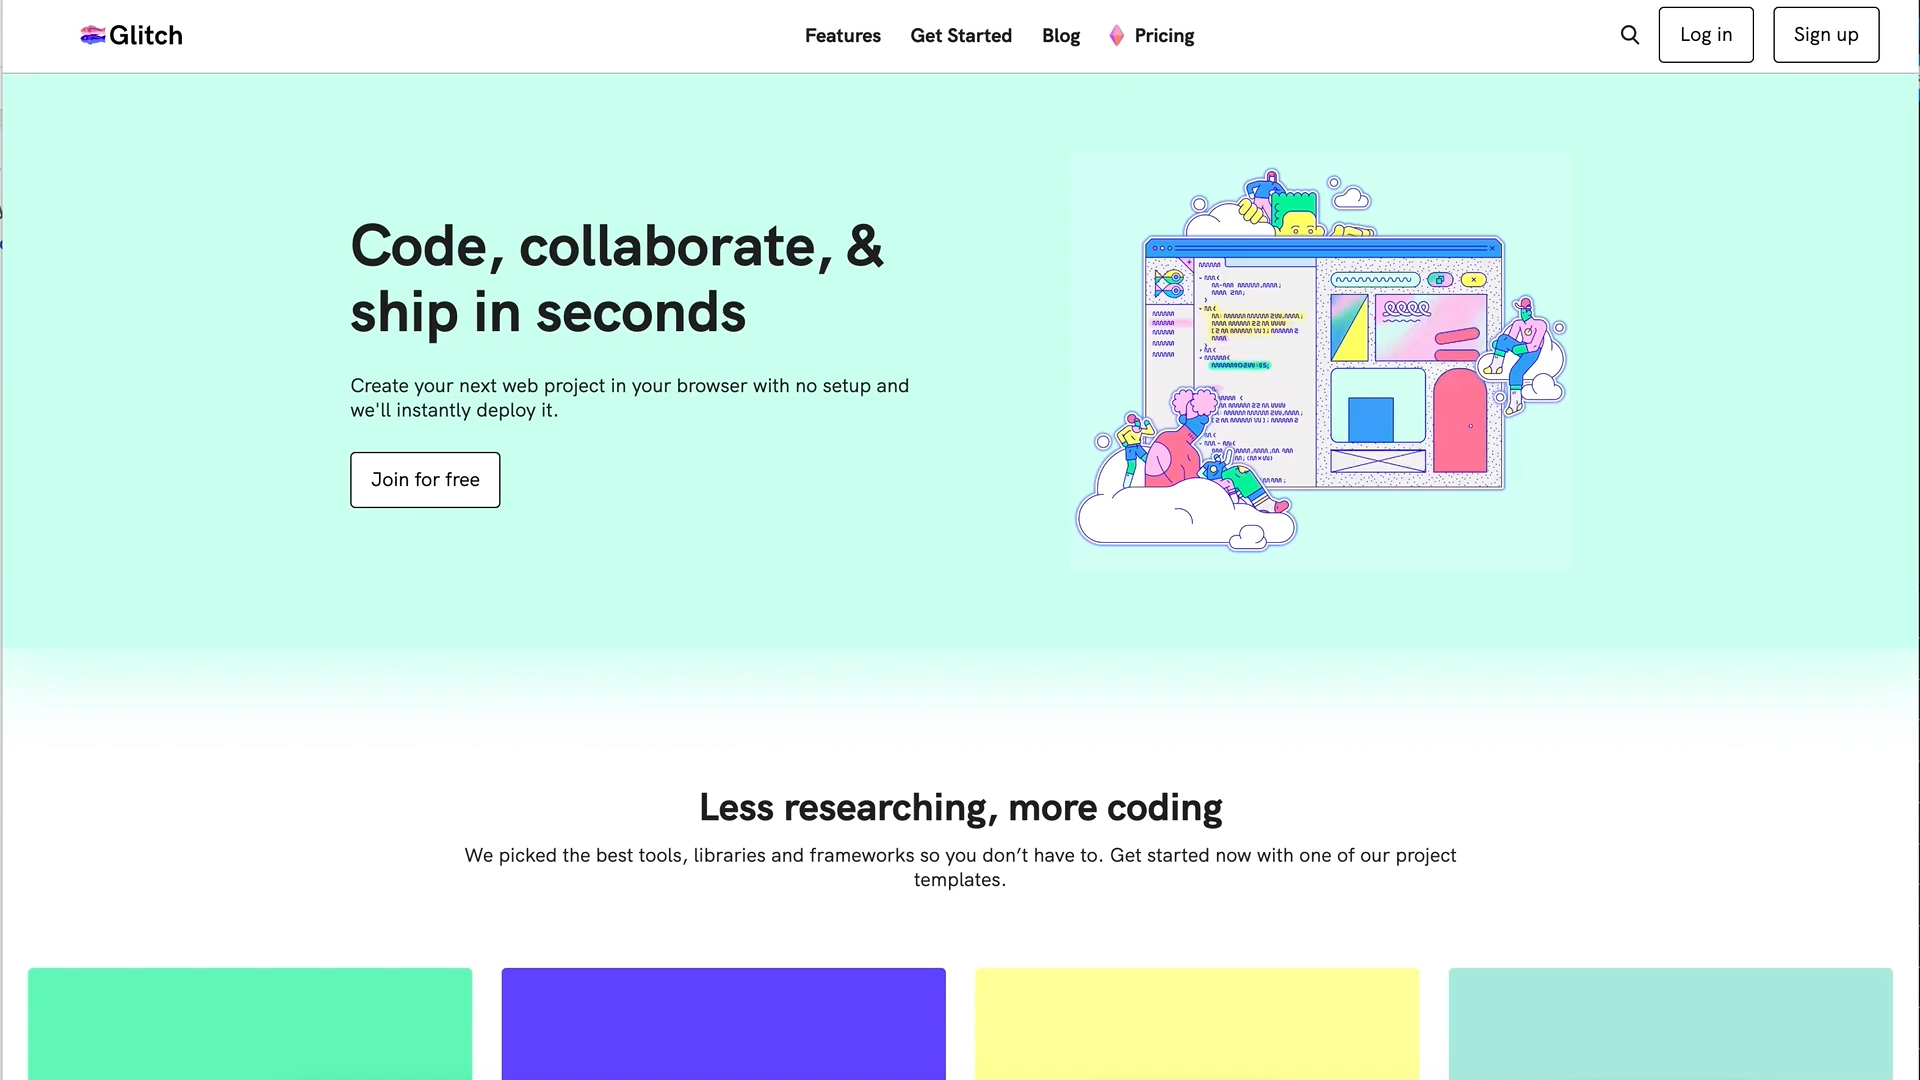 Glitch
Features
Get Started
Blog
Pricing
Log in
Sign up
Code, collaborate, &
ship in seconds
Create your next web project in your browser with no setup and
we'll instantly deploy it.
Join for free
Less researching, more coding
We picked the best tools, libraries and frameworks so you don’t have to. Get started now with one of our project
templates.